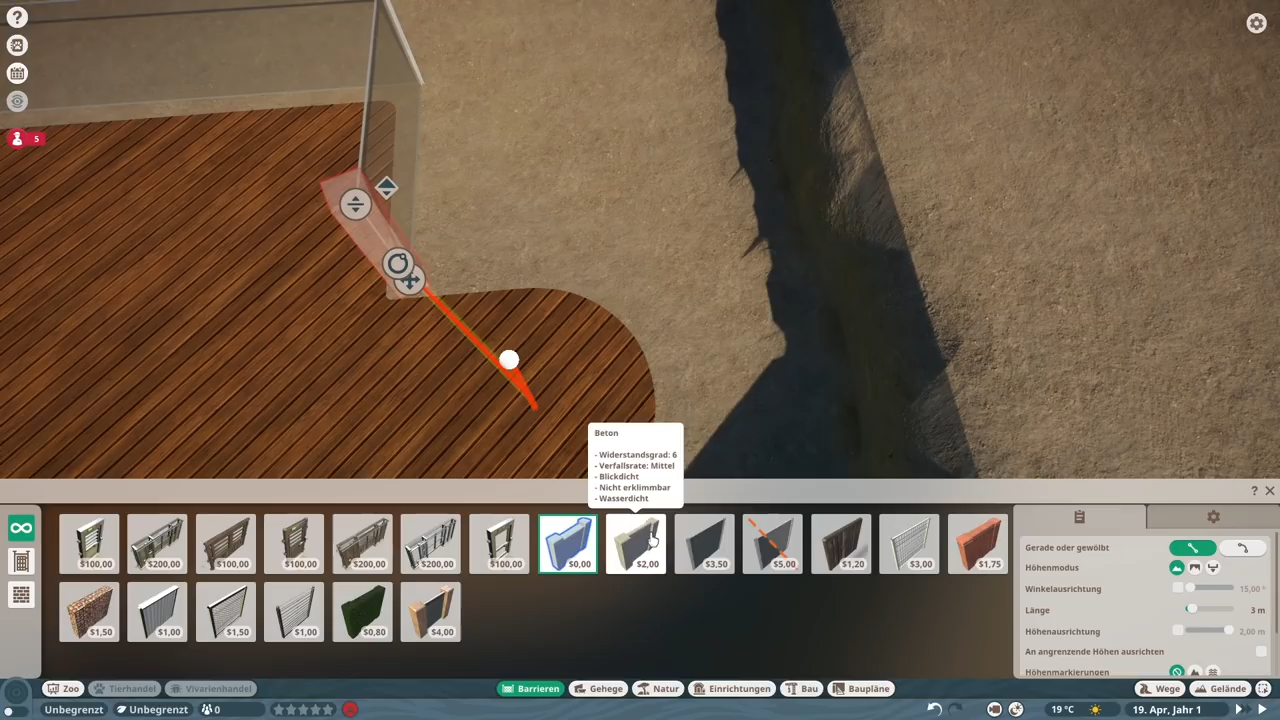 ?
5
Beton
- Widerstandsgrad: 6
- Verfallsrate: Mittel
- Blickdicht
- Nicht erklimmbar
- Wasserdicht
?
$100,00
$200,00
$100,00
$100,00
$200,00
$200,00
$100,00
$0,00
$2,00
$3,50
$5,00
$1,20
$3,00
$1,75
$1,50
$1,00
$1,50
$1,00
$0,80
$4,00
Gerade oder gewölbt
Höhenmodus
Winkelausrichtung
15,00 °
Länge
3 m
Höhenausrichtung
2,00 m
An angrenzende Höhen ausrichten
Höhenmarkierungen
Zoo
Tierhandel
Vivarienhandel
Barrieren
Gehege
Natur
Einrichtungen
Bau
Baupläne
Wege
Gelände
Unbegrenzt
Unbegrenzt
0
19 °C
19. Apr, Jahr 1